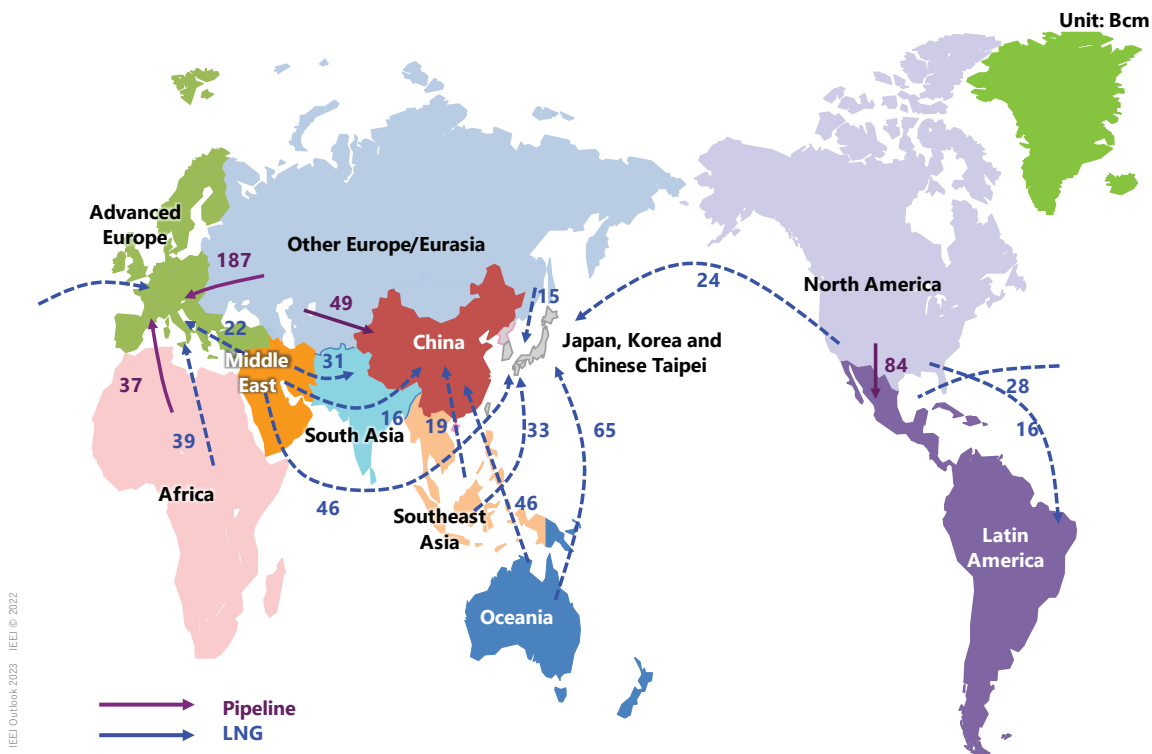 Unit: Bcm
Advanced
Europe
187
Other Europe/Eurasia
24
North America
49
15
22
China
Japan, Korea and
Chinese Taipei
Middle
East
31
84
37
28
16
19
South Asia
33
65
16
39
46
Africa
46
Southeast
Asia
Latin
America
Oceania
Pipeline
LNG
IEEJ Outlook 2023 IEEJ © 2022